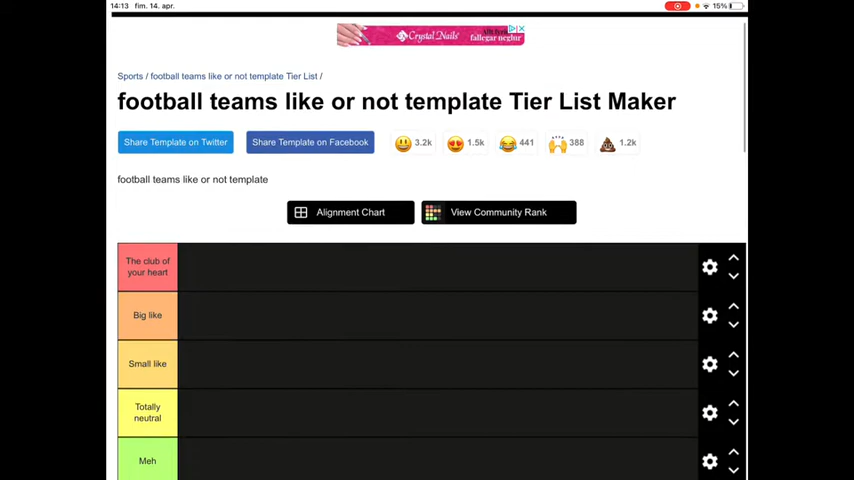 14:13 fim. 14. apr.
15%
Crystal Nails
fallegar neglur
Sports / football teams like or not template Tier List /
football teams like or not template Tier List Maker
Share Template on Twitter
Share Template on Facebook
3.2k
1.5k
441
388
1.2k
football teams like or not template
Alignment Chart
View Community Rank
The club of
your heart
Big like
Small like
Totally
neutral
Meh